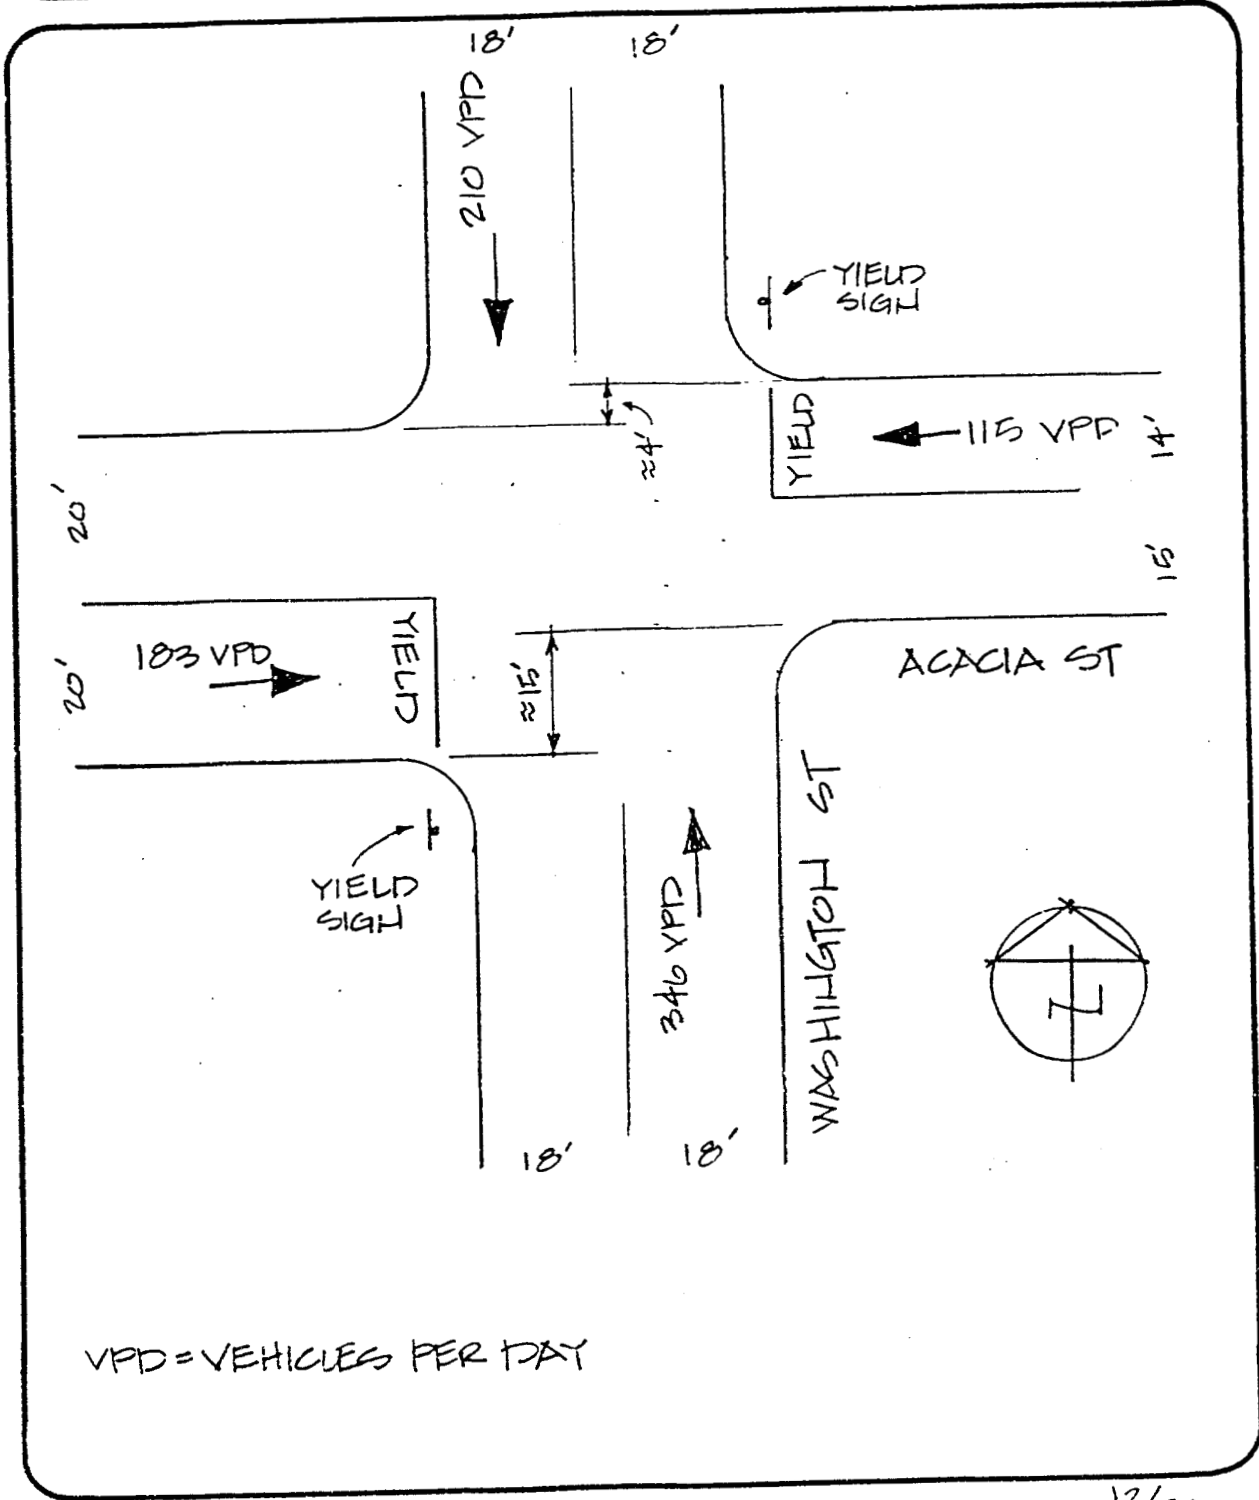 18'
18'
210 VPD
YIELD
SIGN
≈4'
YIELD
115 VPD
14'
20'
15'
183 VPD
YIELD
20'
≈15'
ACACIA ST
WASHINGTON ST
YIELD
SIGN
346 VPD
N
18'
18'
VPD = VEHICLES PER DAY